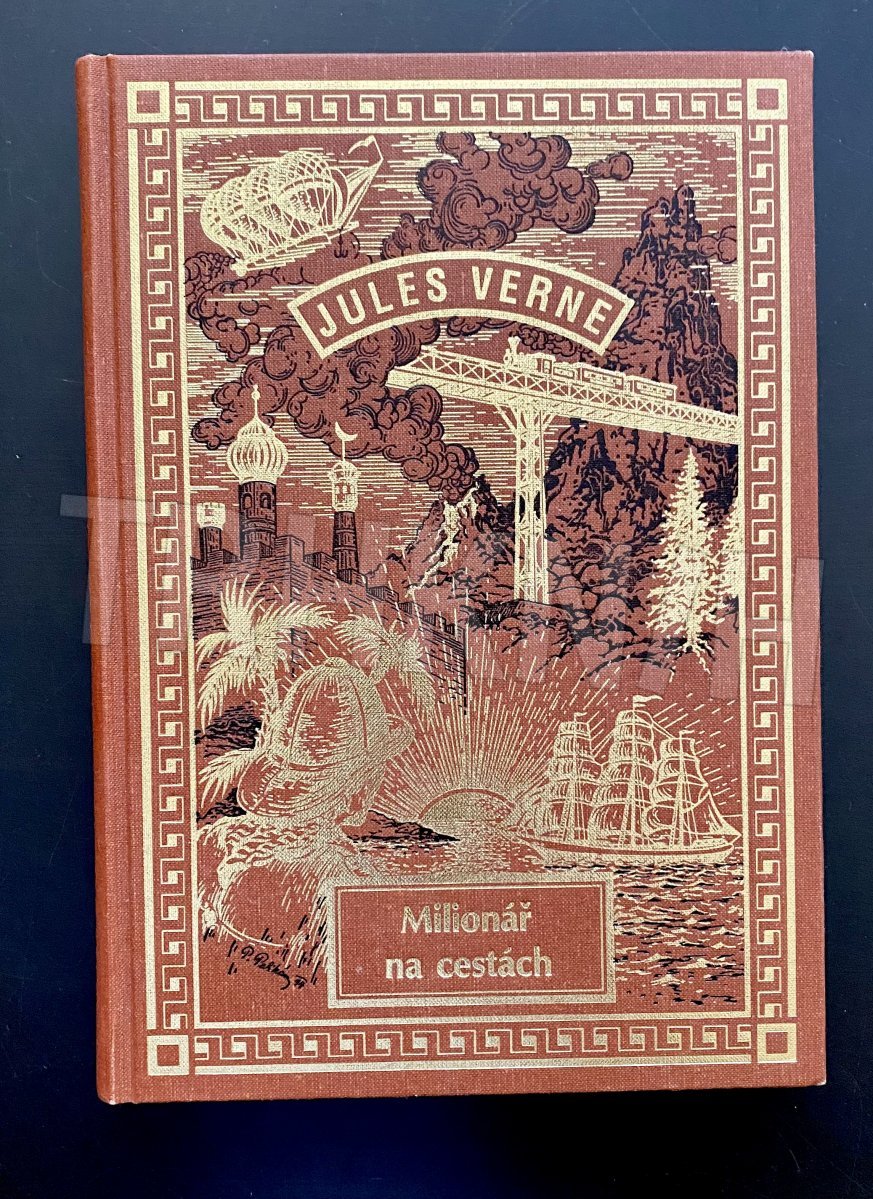 JULES VERNE
Milionář
na cestách